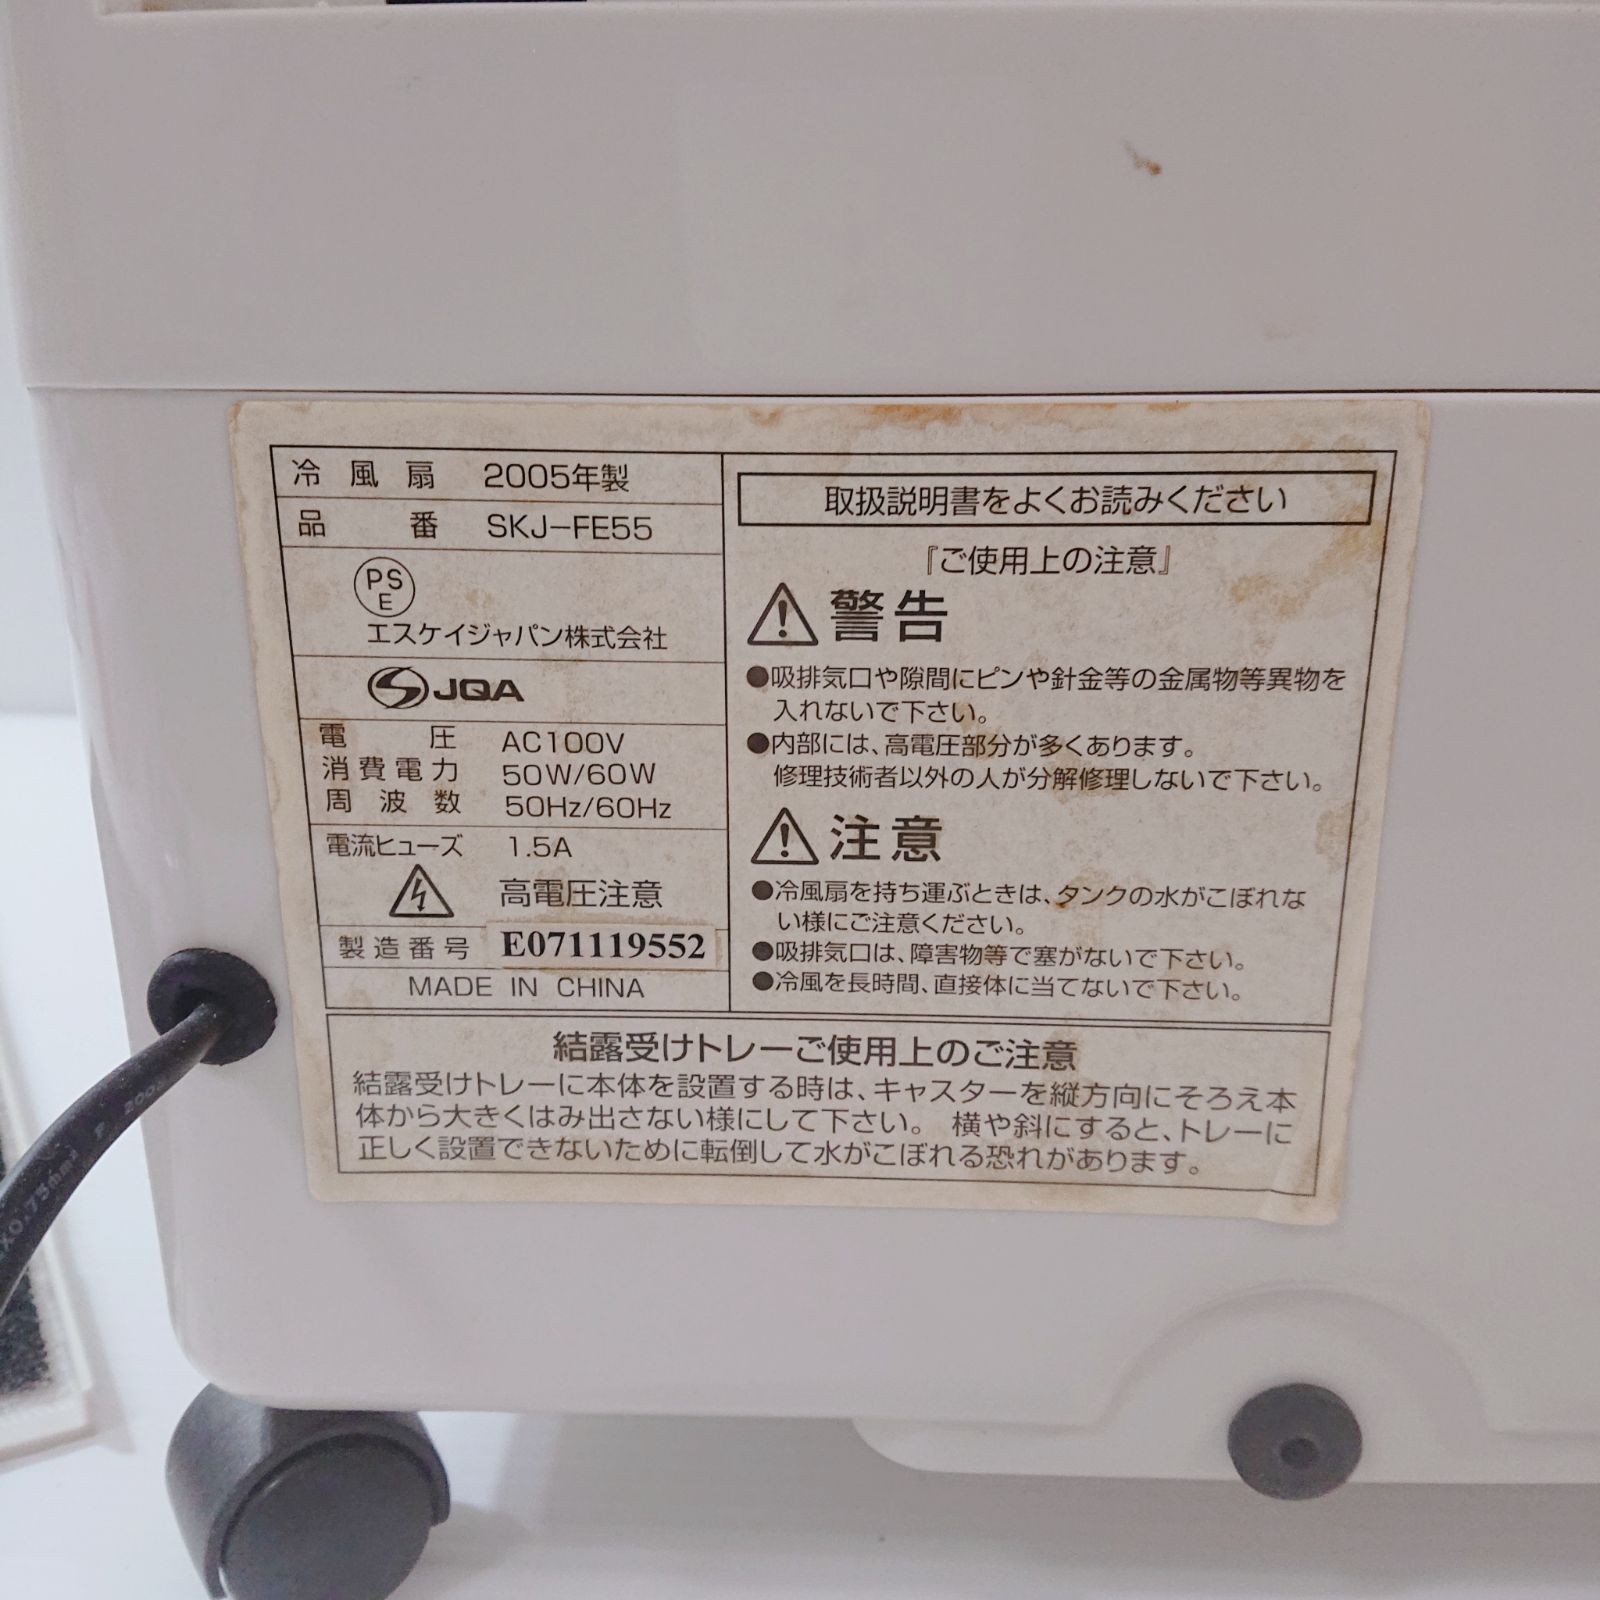 冷風扇 2005年製
品番 SKJ-FE55
PS
E
エスケイジャパン株式会社
JQA
電圧 AC100V
消費電力 50W/60W
周波数 50Hz/60Hz
電流ヒューズ 1.5A
高電圧注意
製造番号 E071119552
MADE IN CHINA
取扱説明書をよくお読みください
『ご使用上の注意』
警告
●吸排気口や隙間にピンや針金等の金属物等異物を
入れないで下さい。
●内部には、高電圧部分が多くあります。
修理技術者以外の人が分解修理しないで下さい。
注意
●冷風扇を持ち運ぶときは、タンクの水がこぼれな
い様にご注意ください。
●吸排気口は、障害物等で塞がないで下さい。
●冷風を長時間、直接体に当てないで下さい。
結露受けトレーご使用上のご注意
結露受けトレーに本体を設置する時は、キャスターを縦方向にそろえ本
体から大きくはみ出さない様にして下さい。 横や斜にすると、トレーに
正しく設置できないために転倒して水がこぼれる恐れがあります。